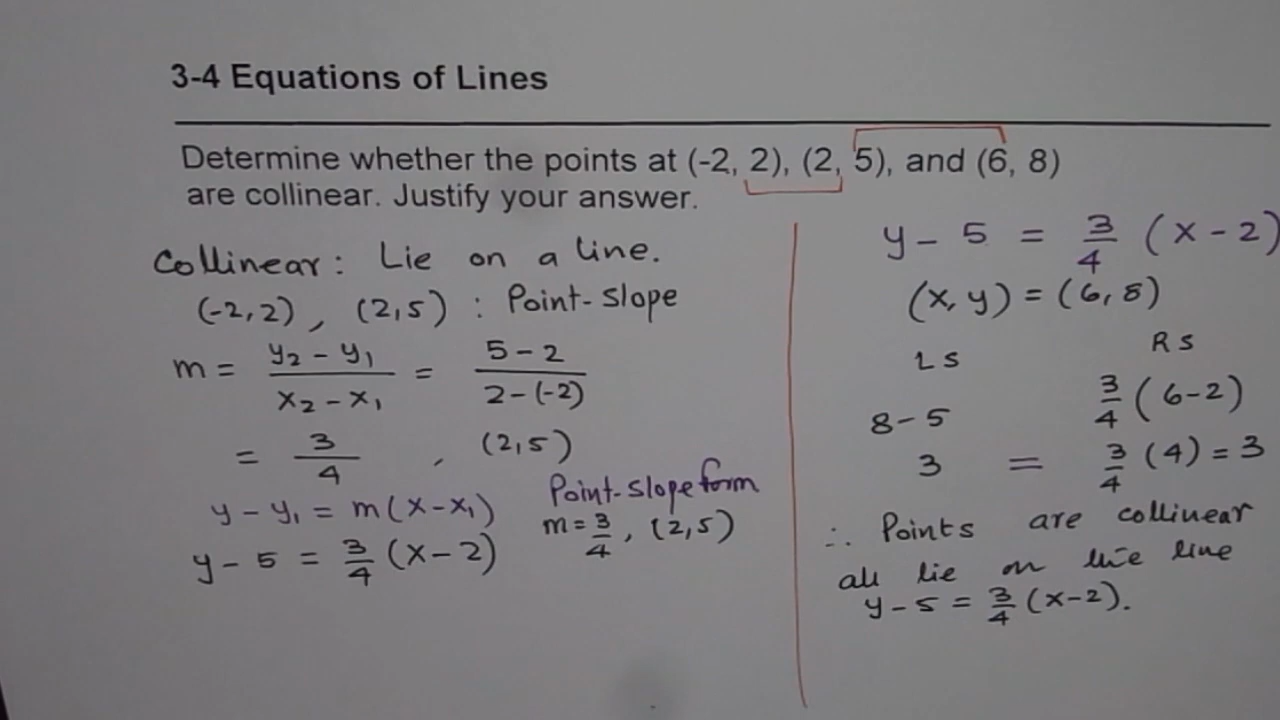 3-4 Equations of Lines
Determine whether the points at (-2, 2), (2, 5), and (6, 8)
are collinear. Justify your answer.
Collinear: Lie on a line.
(-2,2), (2,5) : Point-Slope
m = y₂ - y₁ / x₂ - x₁ = 5-2 / 2-(-2)
= 3/4 , (2,5)
y - y₁ = m(x-x₁)
Point-slope form
y - 5 = 3/4 (x-2)
m = 3/4, (2,5)
y - 5 = 3/4 (x-2)
(x, y) = (6, 8)
LS RS
8-5 3/4 (6-2)
3 = 3/4 (4) = 3
∴ Points are collinear
all lie on the line
y - 5 = 3/4 (x-2).